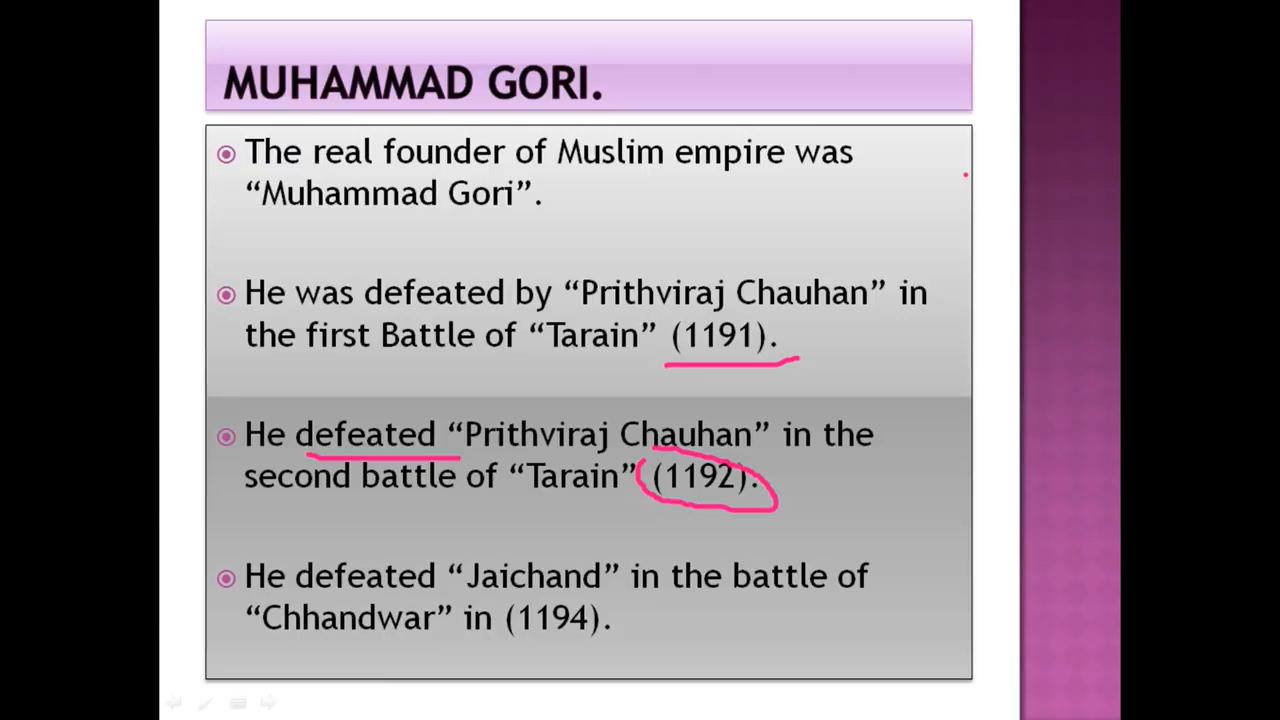 MUHAMMAD GORI.
The real founder of Muslim empire was
“Muhammad Gori”.
He was defeated by “Prithviraj Chauhan” in
the first Battle of “Tarain” (1191).
He defeated “Prithviraj Chauhan” in the
second battle of “Tarain” (1192).
He defeated “Jaichand” in the battle of
“Chhandwar” in (1194).